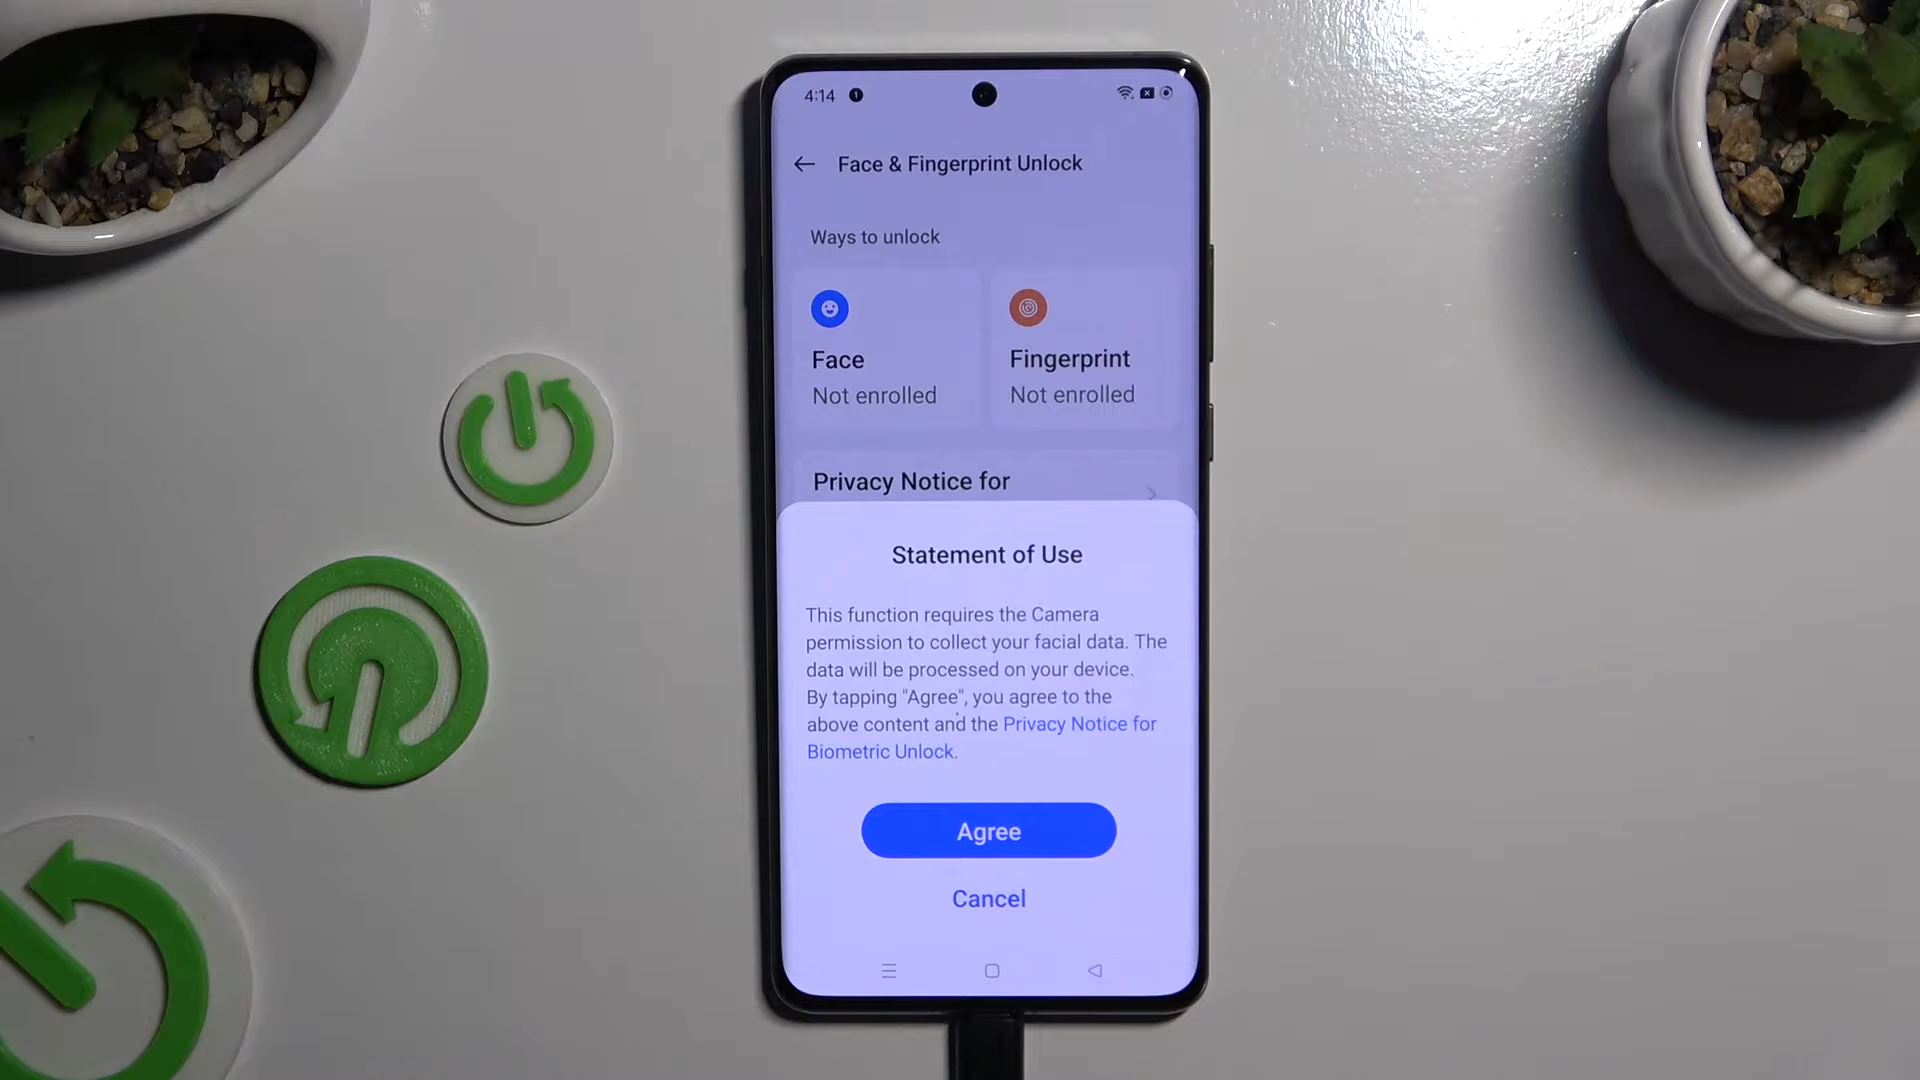 4:14
Face & Fingerprint Unlock
Ways to unlock
Face
Not enrolled
Fingerprint
Not enrolled
Privacy Notice for
Statement of Use
This function requires the Camera
permission to collect your facial data. The
data will be processed on your device.
By tapping "Agree", you agree to the
above content and the Privacy Notice for
Biometric Unlock.
Agree
Cancel